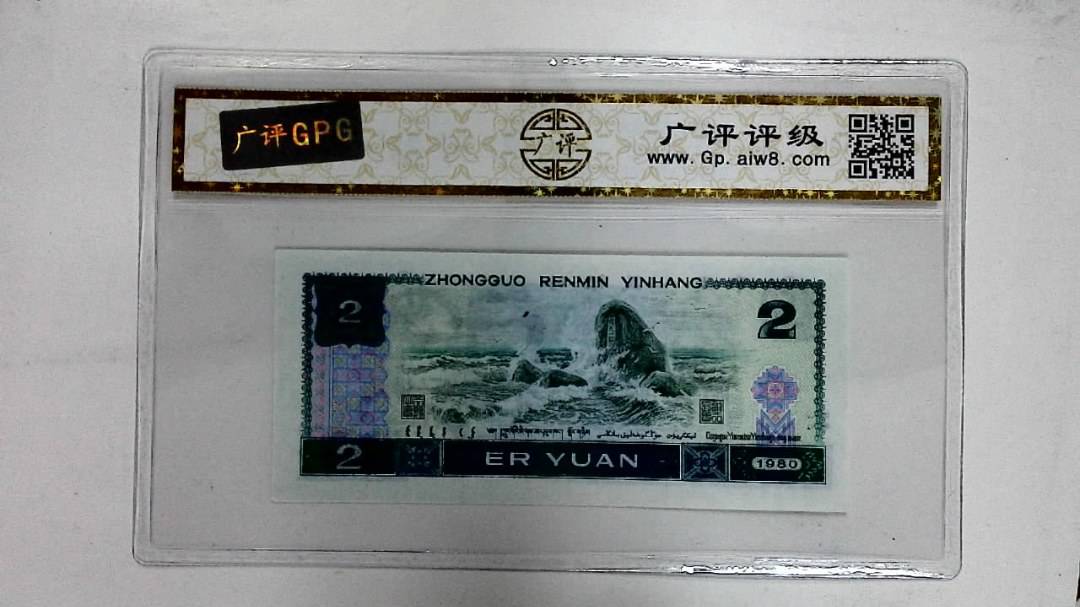 广评GPG
广评
广评评级
www. Gp. aiw8. com
ZHONGGUO RENMIN YINHANG
2
2
2
ER YUAN
1980